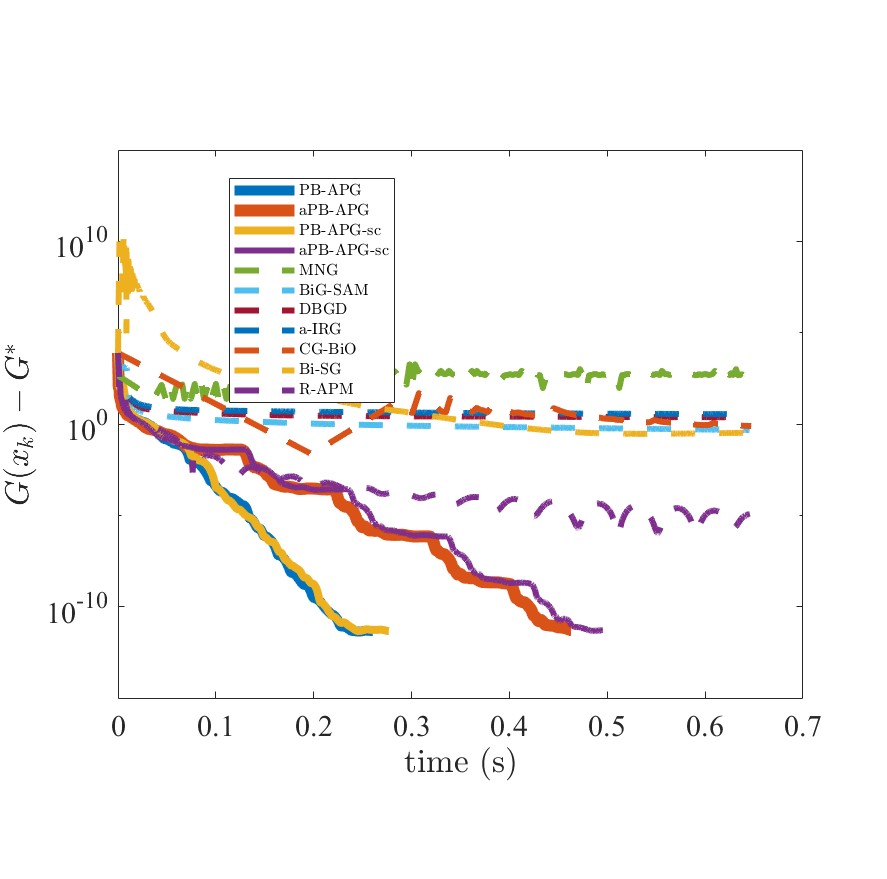 10^10
10^0
10^-10
G(x_k) − G*
PB-APG
aPB-APG
PB-APG-sc
aPB-APG-sc
MNG
BiG-SAM
DBGD
a-IRG
CG-BiO
Bi-SG
R-APM
0 0.1 0.2 0.3 0.4 0.5 0.6 0.7
time (s)